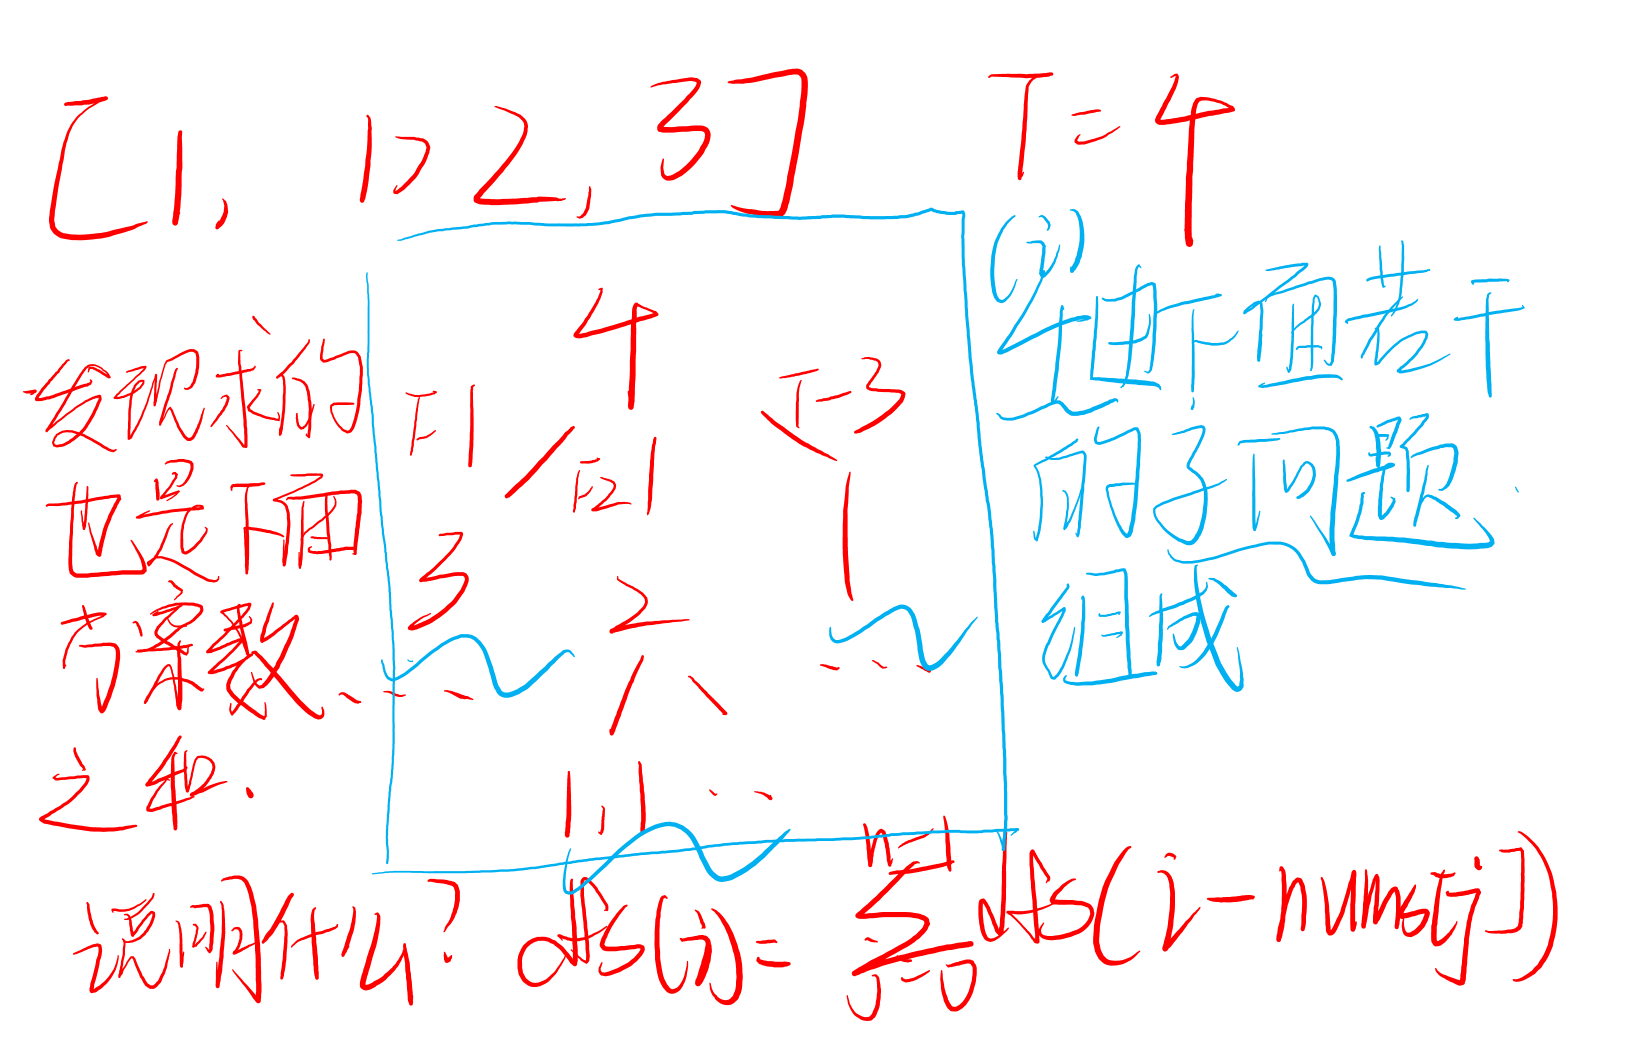 [1, 1, 2, 3] T=4
(i)
4由下面若干
的子问题
组成
发现求的
也是下面
方案数
之和.
4
T-1
T-2
T-3
3 2 1
1, 1 ...
说明什么? dfs(i) = n-1 ∑ j=0 dfs(i-nums[j])